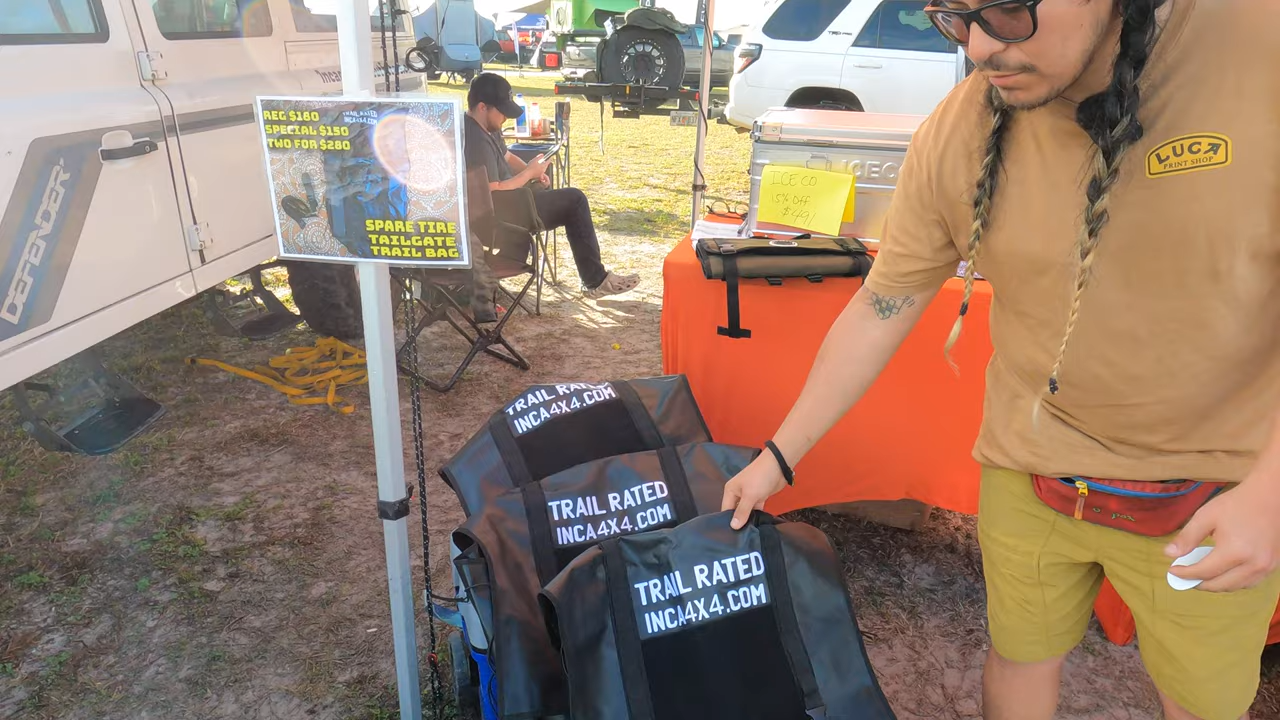 REG $180
SPECIAL $150
TWO FOR $280
TRAIL RATED
INCA4X4.COM
SPARE TIRE
TAILGATE
TRAIL BAG
DEFENDER
ICE CO
15% OFF
ICECO
LUCA
PRINT SHOP
TRAIL RATED
INCA4X4.COM
TRAIL RATED
INCA4X4.COM
TRAIL RATED
INCA4X4.COM